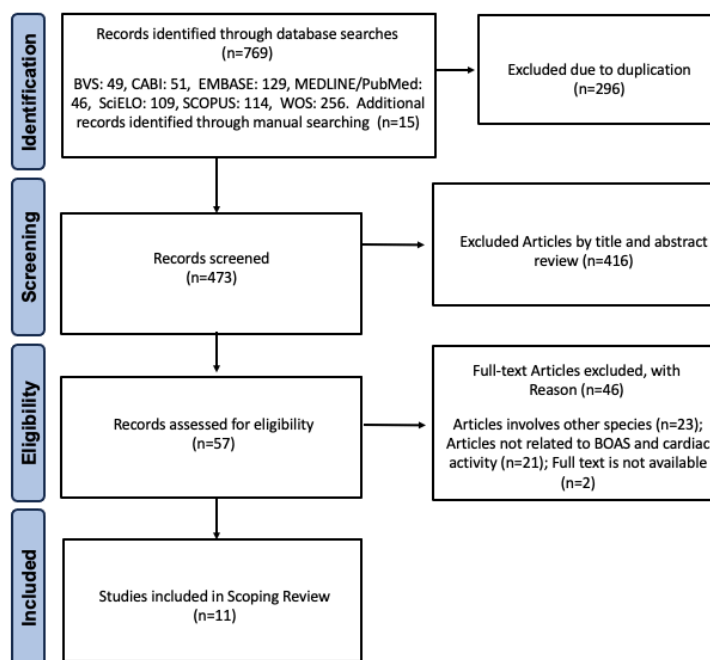 Identification
Records identified through database searches
(n=769)
BVS: 49, CABI: 51, EMBASE: 129, MEDLINE/PubMed:
46, SciELO: 109, SCOPUS: 114, WOS: 256. Additional
records identified through manual searching (n=15)
Excluded due to duplication
(n=296)
Screening
Records screened
(n=473)
Excluded Articles by title and abstract
review (n=416)
Eligibility
Records assessed for eligibility
(n=57)
Full-text Articles excluded, with
Reason (n=46)
Articles involves other species (n=23);
Articles not related to BOAS and cardiac
activity (n=21); Full text is not available
(n=2)
Included
Studies included in Scoping Review
(n=11)